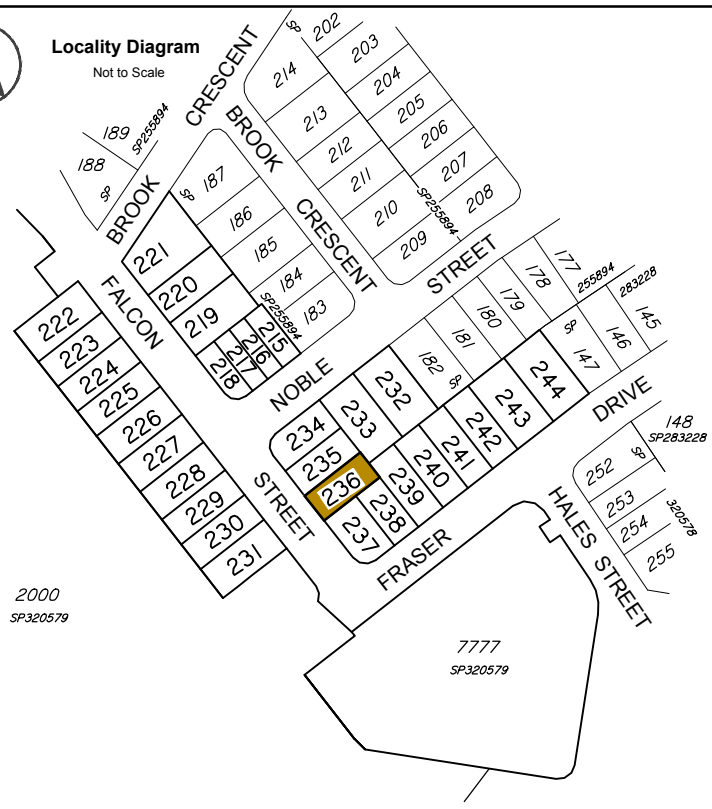 Locality Diagram
Not to Scale
BROOK
CRESCENT
BROOK
CRESCENT
FALCON
STREET
NOBLE
STREET
FRASER
DRIVE
HALES STREET
SP
202
203
204
205
206
207
208
214
213
212
211
210
209
SP255894
189
188
SP
SP255894
SP
187
186
185
184
183
SP255894
221
220
219
218
217
216
215
222
223
224
225
226
227
228
229
230
231
177
178
179
180
181
182
SP
255894
283228
145
146
147
SP
232
233
234
235
236
237
238
239
240
241
242
243
244
148
SP283228
252
SP
253
254
255
320578
2000
SP320579
7777
SP320579